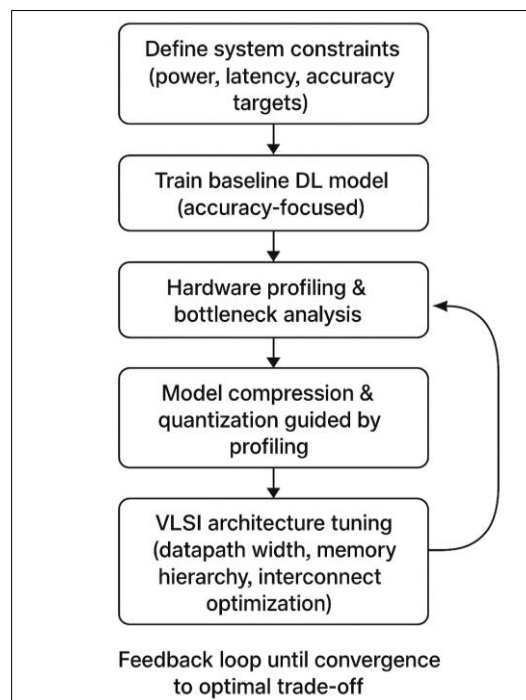 Define system constraints
(power, latency, accuracy
targets)
Train baseline DL model
(accuracy-focused)
Hardware profiling &
bottleneck analysis
Model compression &
quantization guided by
profiling
VLSI architecture tuning
(datapath width, memory
hierarchy, interconnect
optimization)
Feedback loop until convergence
to optimal trade-off